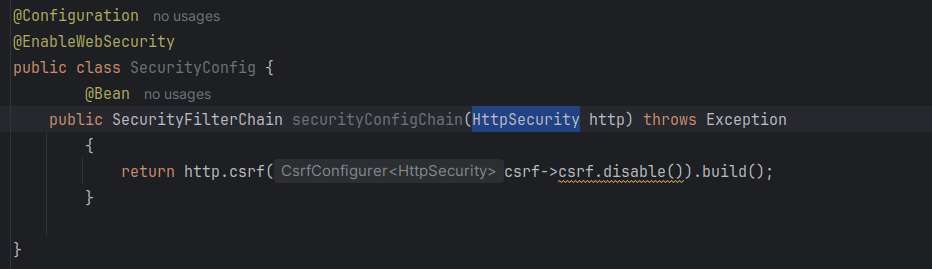 @Configuration no usages
@EnableWebSecurity
public class SecurityConfig {
@Bean no usages
public SecurityFilterChain securityConfigChain(HttpSecurity http) throws Exception
{
return http.csrf( CsrfConfigurer<HttpSecurity> csrf->csrf.disable()).build();
}
}